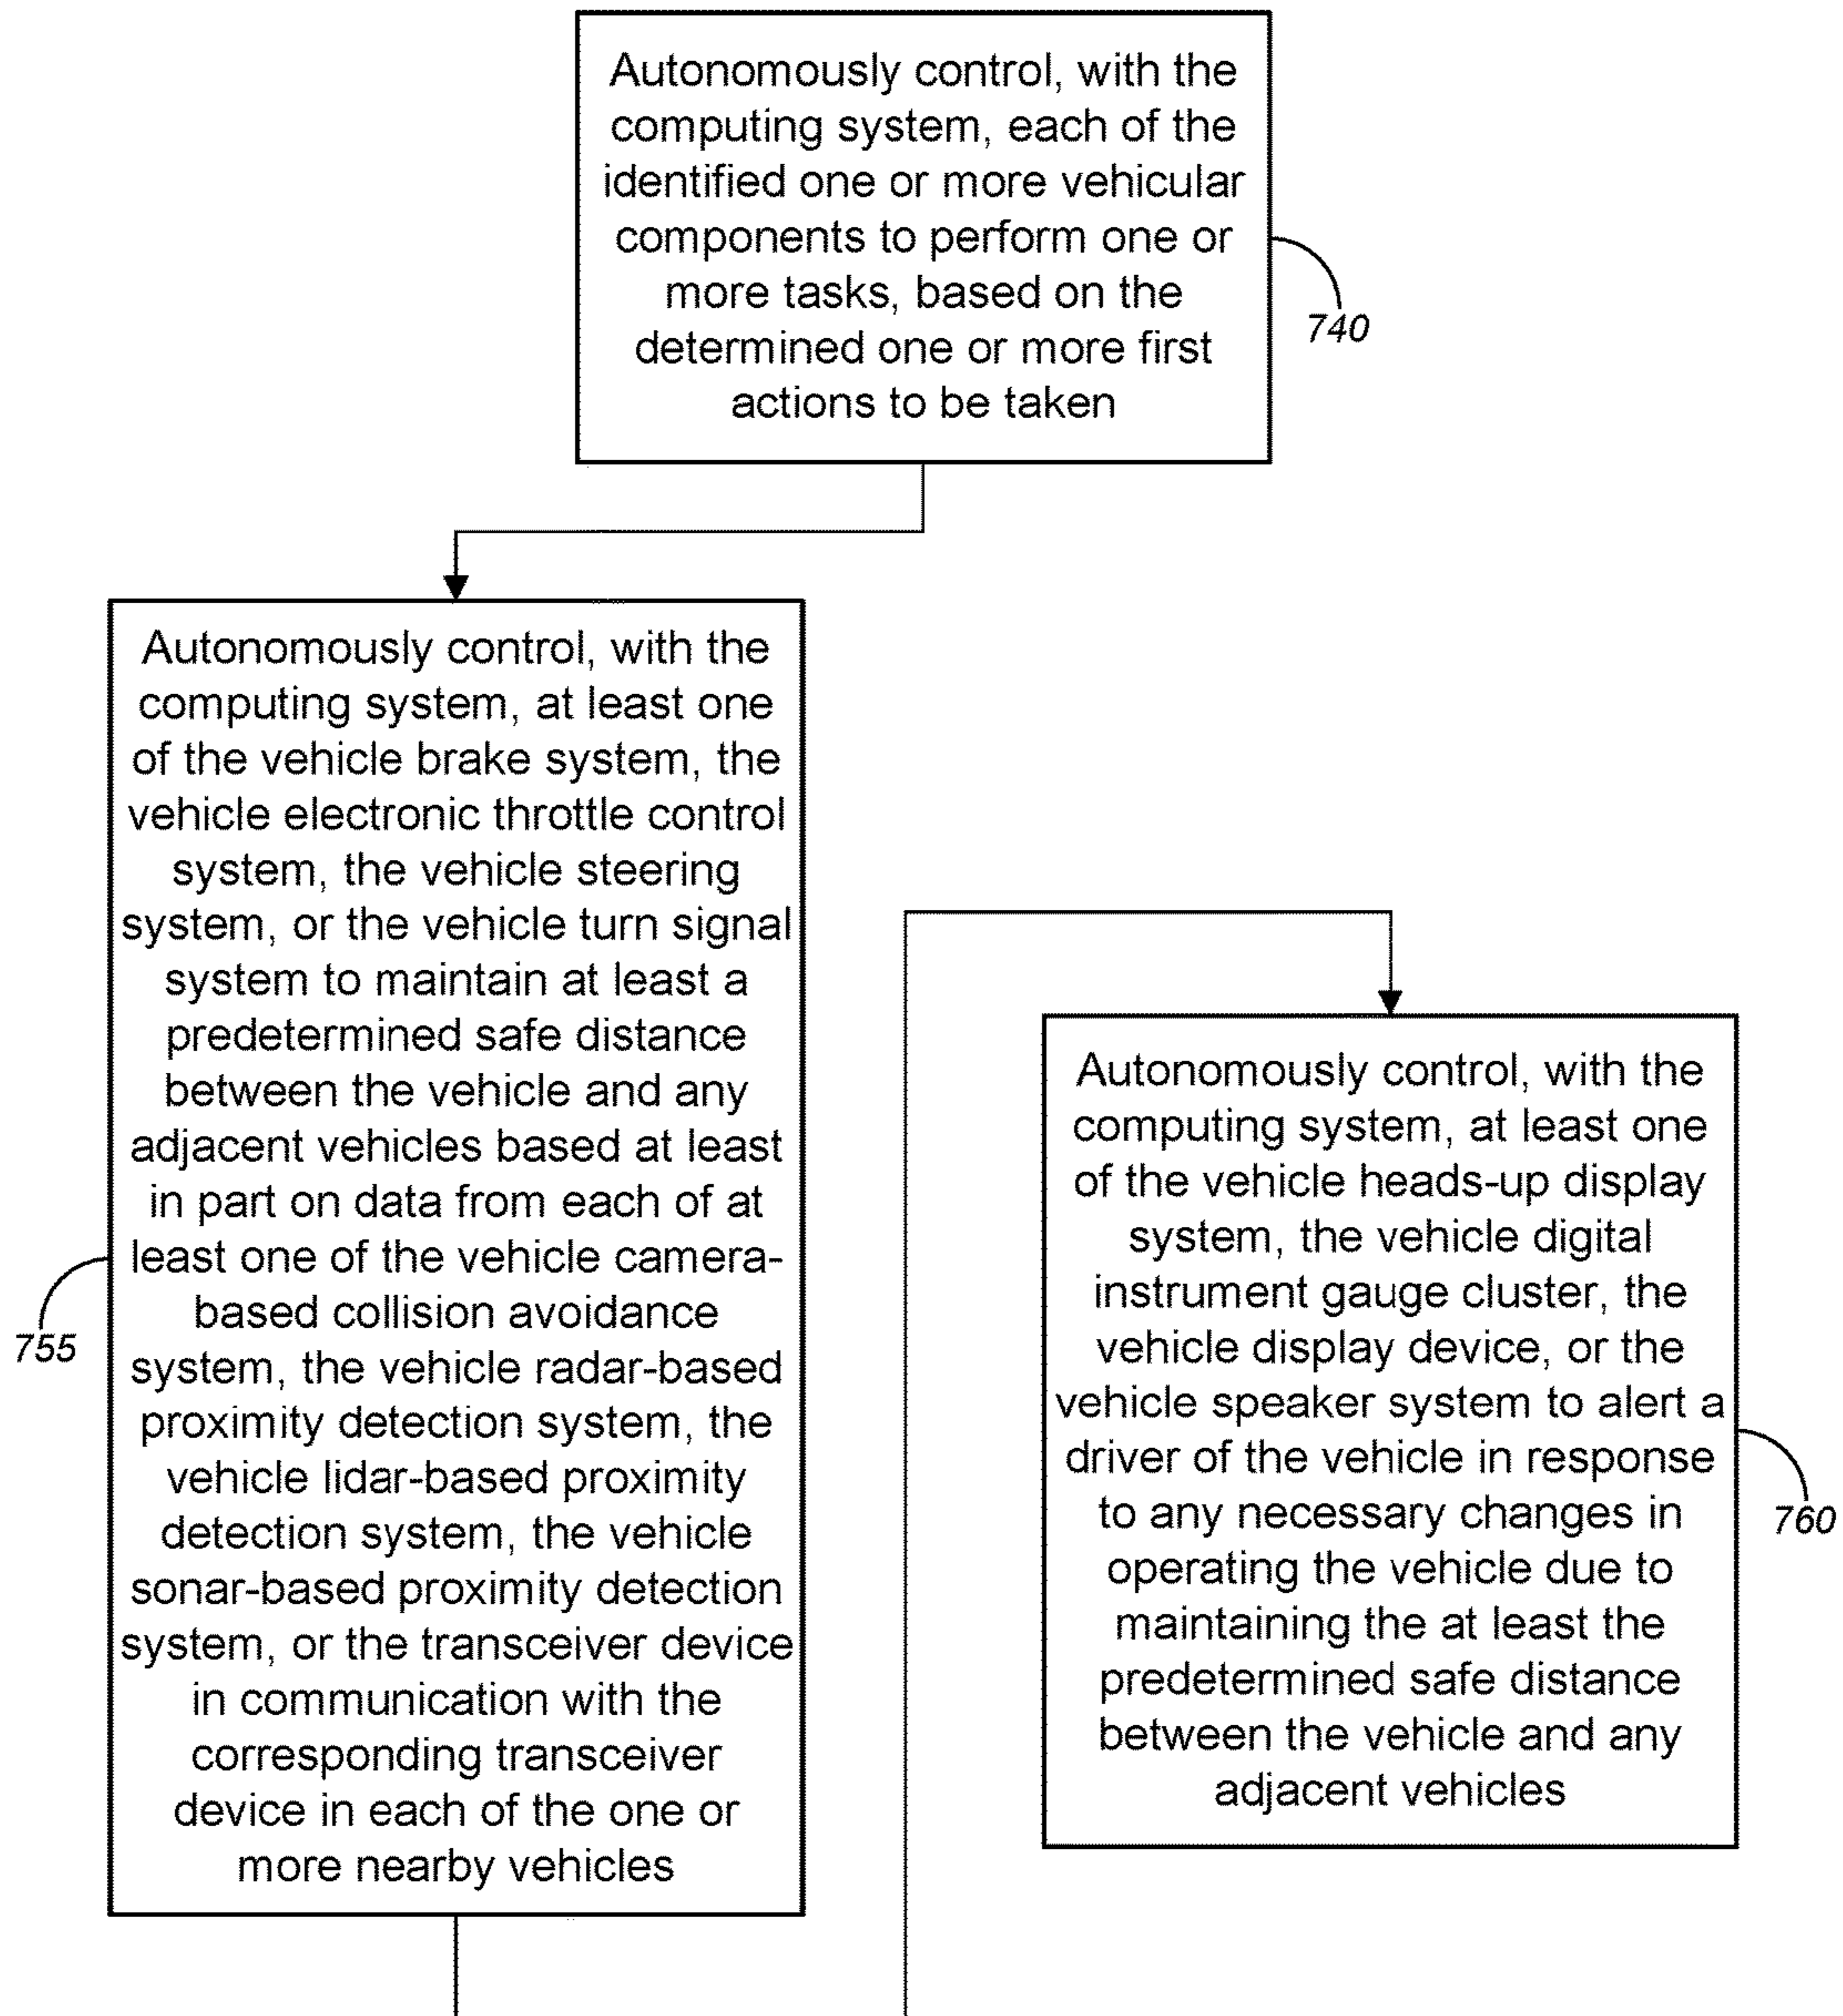 Autonomously control, with the
computing system, each of the
identified one or more vehicular
components to perform one or
more tasks, based on the
determined one or more first
actions to be taken
740
Autonomously control, with the
computing system, at least one
of the vehicle brake system, the
vehicle electronic throttle control
system, the vehicle steering
system, or the vehicle turn signal
system to maintain at least a
predetermined safe distance
between the vehicle and any
adjacent vehicles based at least
in part on data from each of at
least one of the vehicle camera-
based collision avoidance
system, the vehicle radar-based
proximity detection system, the
vehicle lidar-based proximity
detection system, the vehicle
sonar-based proximity detection
system, or the transceiver device
in communication with the
corresponding transceiver
device in each of the one or
more nearby vehicles
755
Autonomously control, with the
computing system, at least one
of the vehicle heads-up display
system, the vehicle digital
instrument gauge cluster, the
vehicle display device, or the
vehicle speaker system to alert a
driver of the vehicle in response
to any necessary changes in
operating the vehicle due to
maintaining the at least the
predetermined safe distance
between the vehicle and any
adjacent vehicles
760